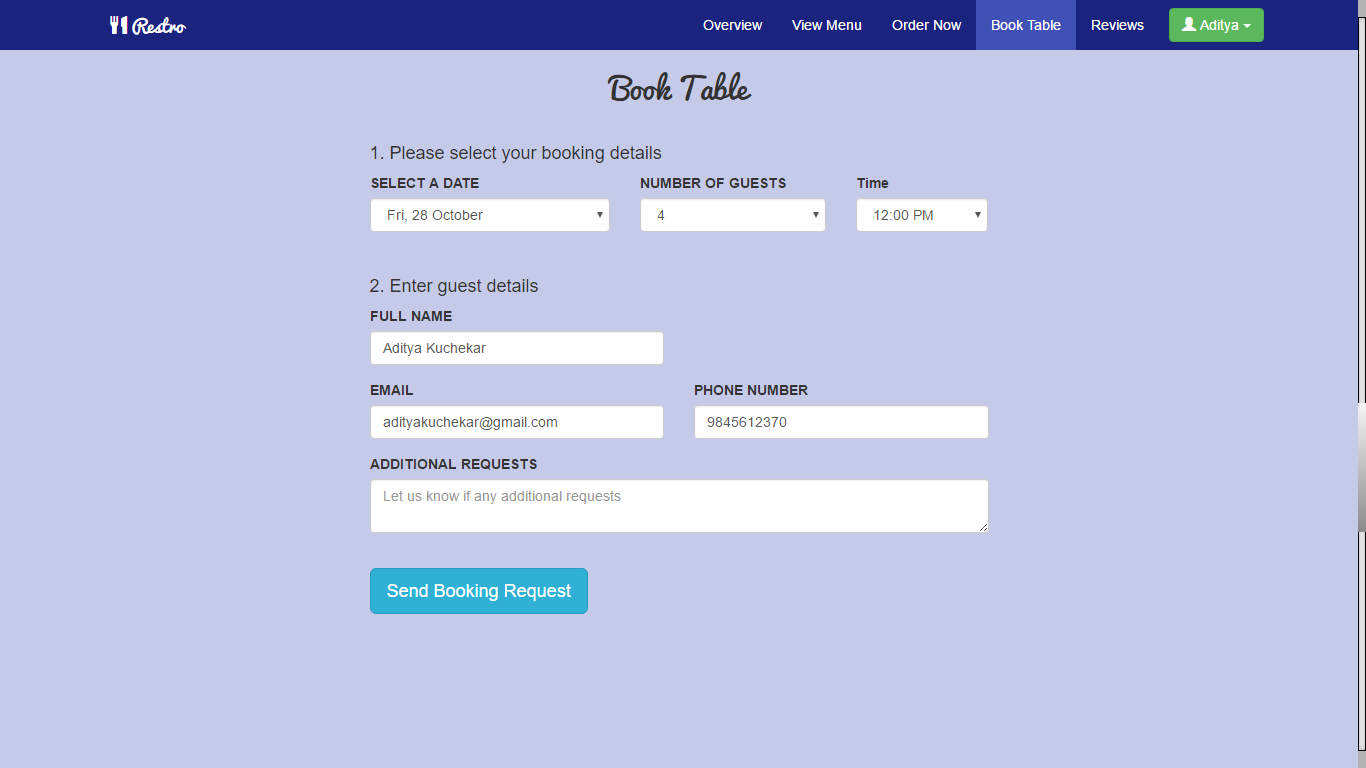 Restro Overview View Menu Order Now Book Table Reviews Aditya
Book Table
1. Please select your booking details
SELECT A DATE NUMBER OF GUESTS Time
Fri, 28 October 4 12:00 PM
2. Enter guest details
FULL NAME
Aditya Kuchekar
EMAIL PHONE NUMBER
adityakuchekar@gmail.com 9845612370
ADDITIONAL REQUESTS
Let us know if any additional requests
Send Booking Request